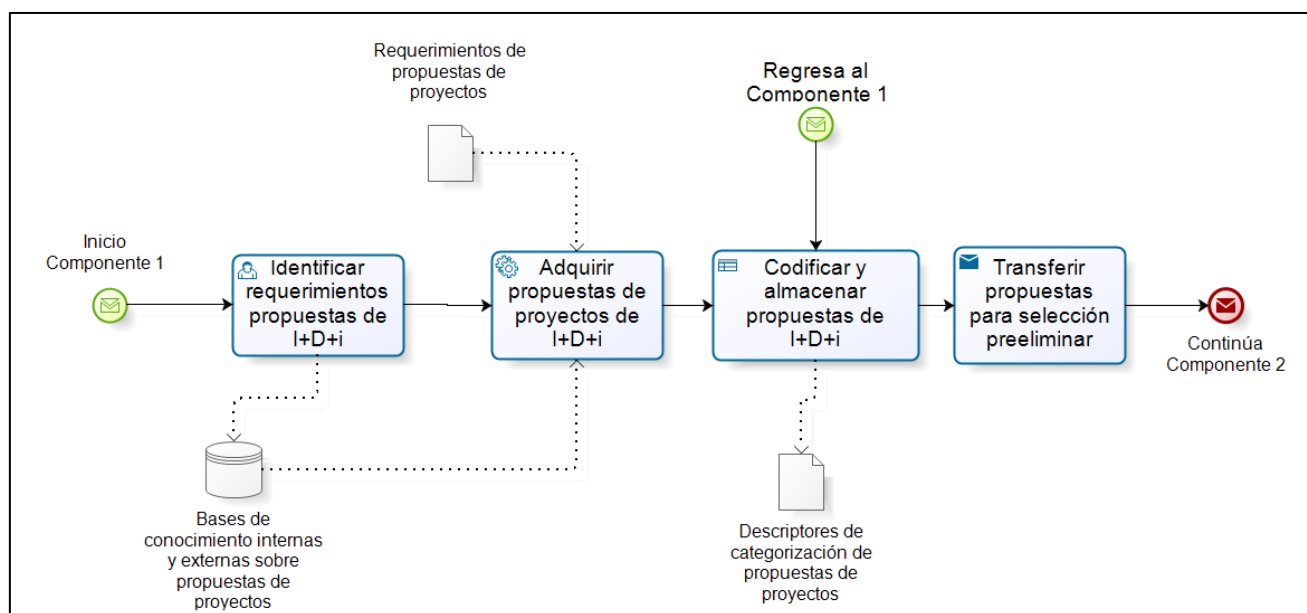 Requerimientos de
propuestas de
proyectos
Regresa al
Componente 1
Inicio
Componente 1
Identificar
requerimientos
propuestas de
I+D+i
Adquirir
propuestas de
proyectos de
I+D+i
Codificar y
almacenar
propuestas de
I+D+i
Transferir
propuestas
para selección
preeliminar
Continúa
Componente 2
Bases de
conocimiento internas
y externas sobre
propuestas de
proyectos
Descriptores de
categorización de
propuestas de
proyectos